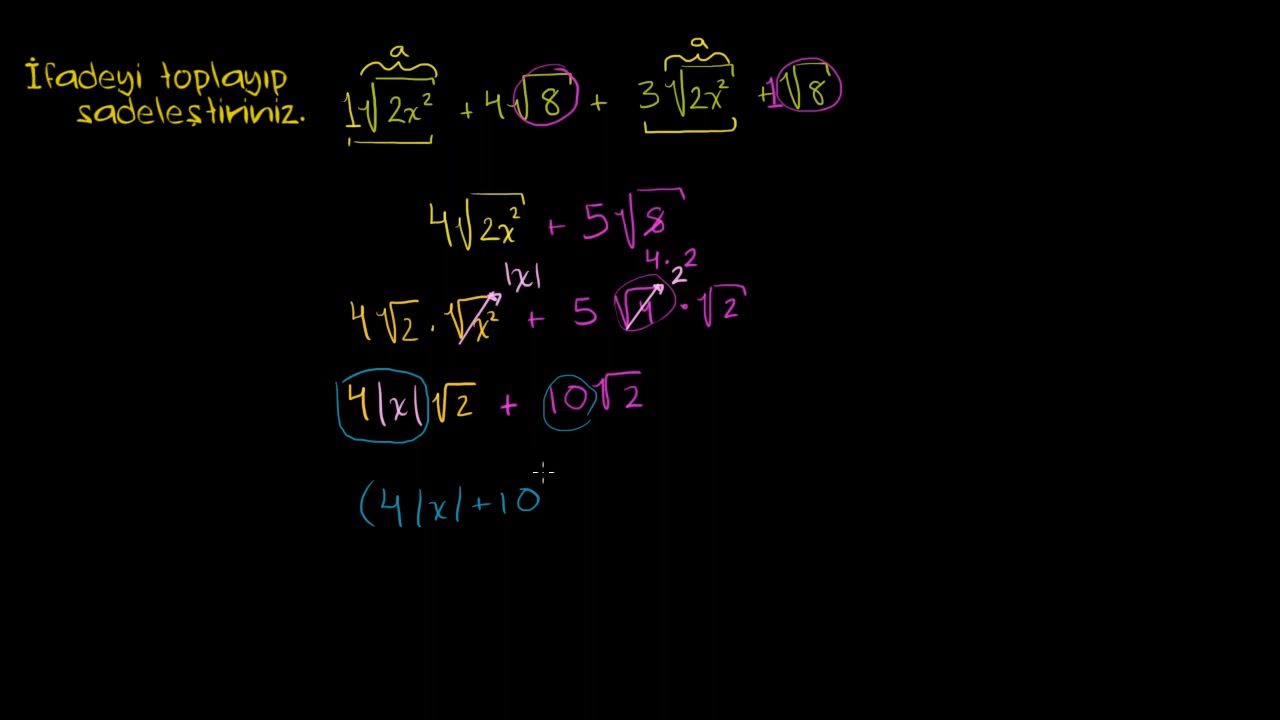 İfadeyi toplayıp
sadeleştiriniz.
a a
1√2x² + 4√8 + 3√2x² + 1√8
4√2x² + 5√8
4 · 2
|x| 2
4√2 · √x² + 5 √4 · √2
4|x|√2 + 10√2
(4|x|+10